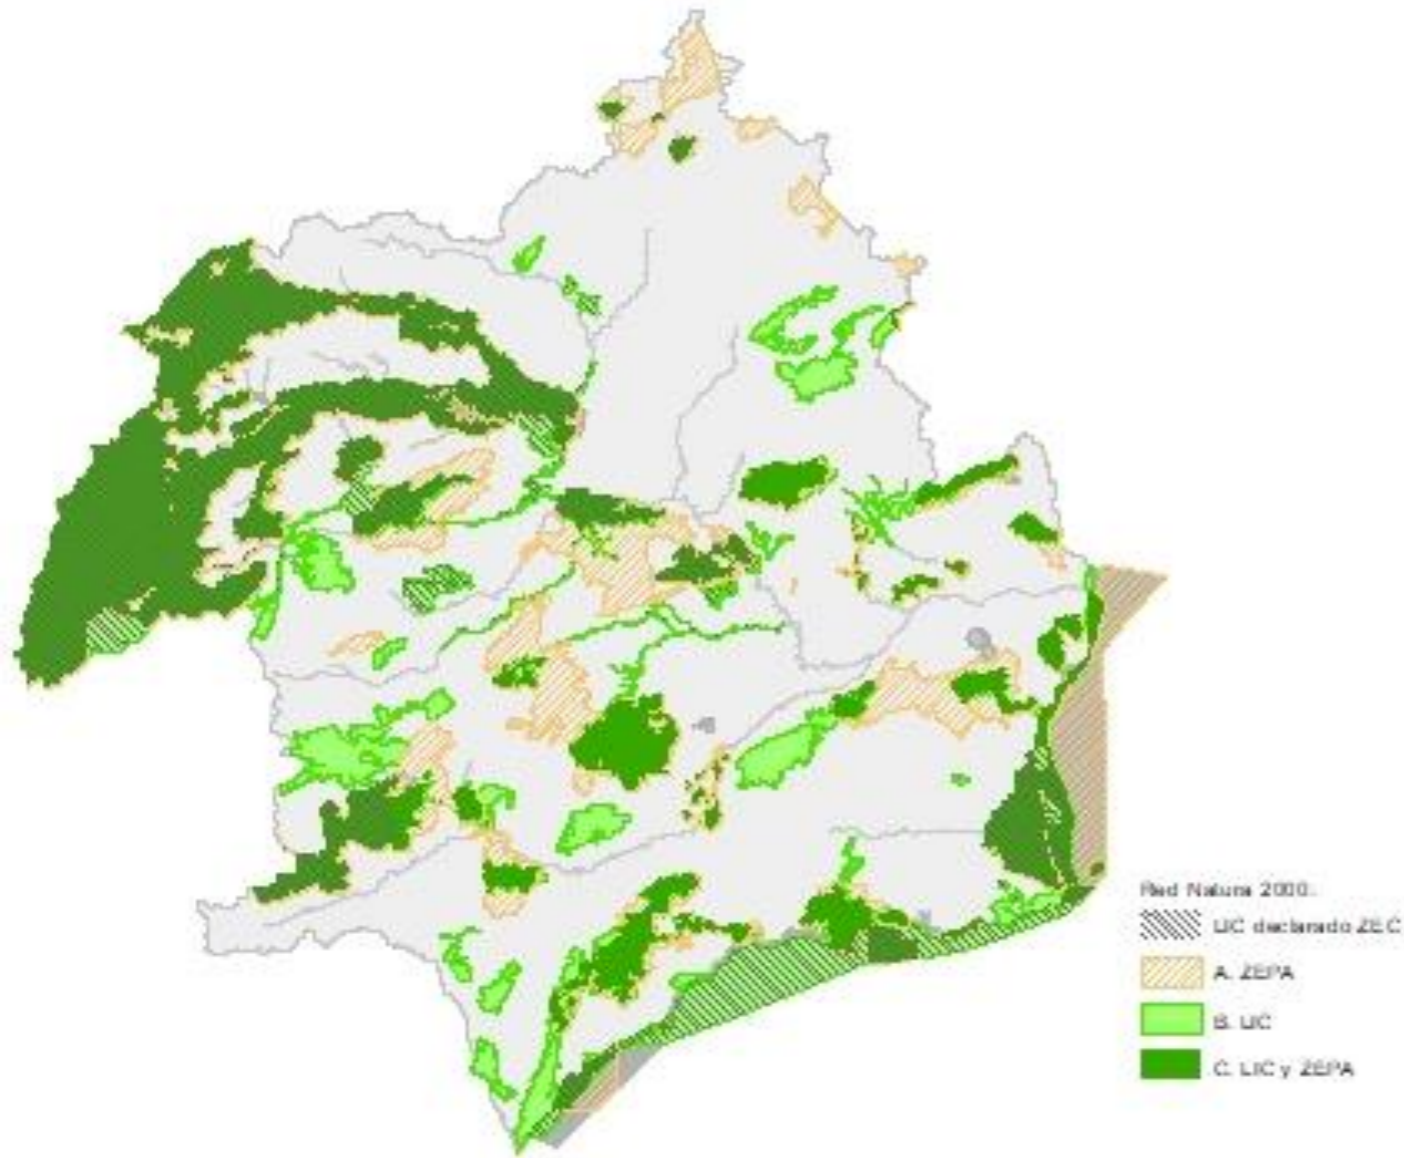 Red Natura 2000.
LIC declarado ZEC
A. ZEPA
B. LIC
C. LIC y ZEPA